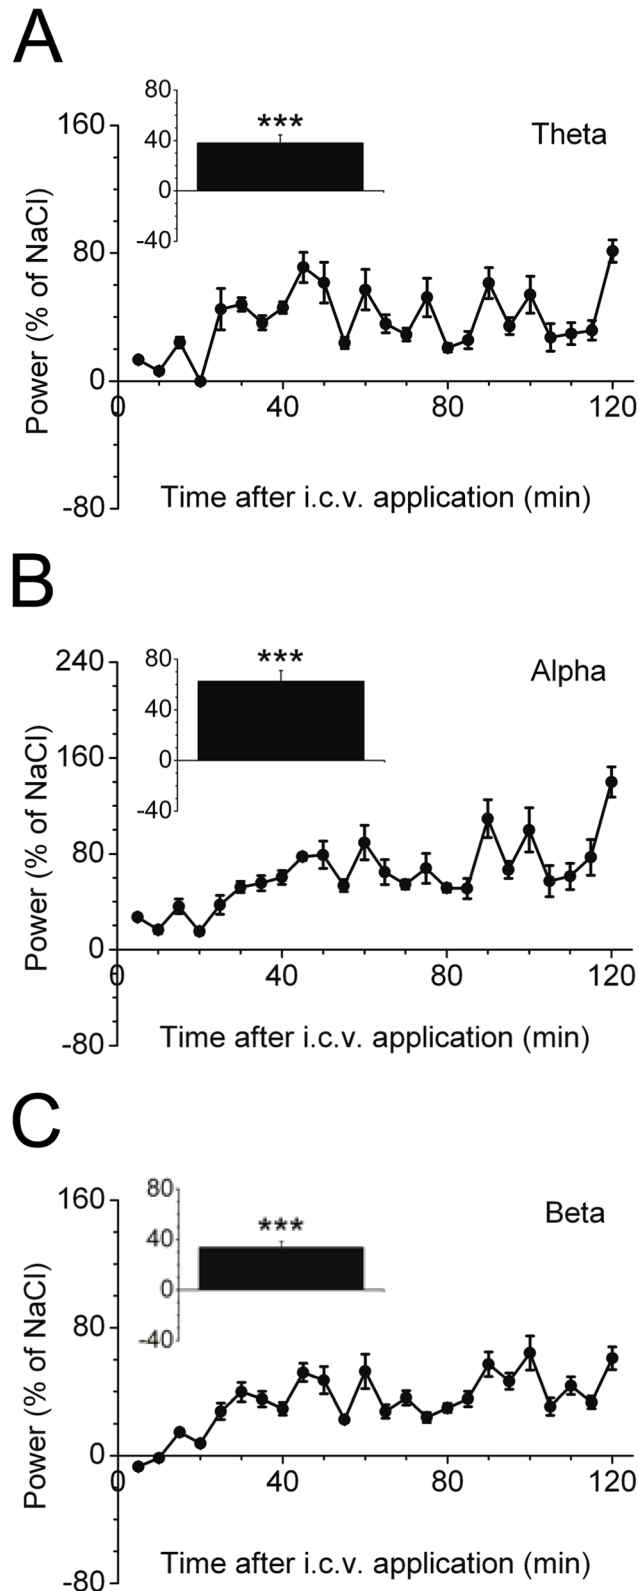 A
80
***
160
Theta
40
0
-40
80
0
0 40 80 120
-80
Power (% of NaCl)
Time after i.c.v. application (min)
B
240
80
***
Alpha
40
160
0
-40
80
0
0 40 80 120
-80
Power (% of NaCl)
Time after i.c.v. application (min)
C
160
80
***
Beta
40
0
-40
80
0
0 40 80 120
-80
Power (% of NaCl)
Time after i.c.v. application (min)